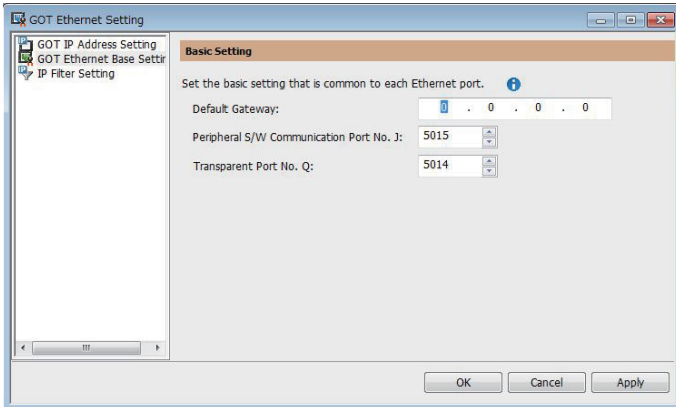 GOT Ethernet Setting
GOT IP Address Setting
GOT Ethernet Base Settir
IP Filter Setting
Basic Setting
Set the basic setting that is common to each Ethernet port.
Default Gateway: 0 . 0 . 0 . 0
Peripheral S/W Communication Port No. J: 5015
Transparent Port No. Q: 5014
OK Cancel Apply